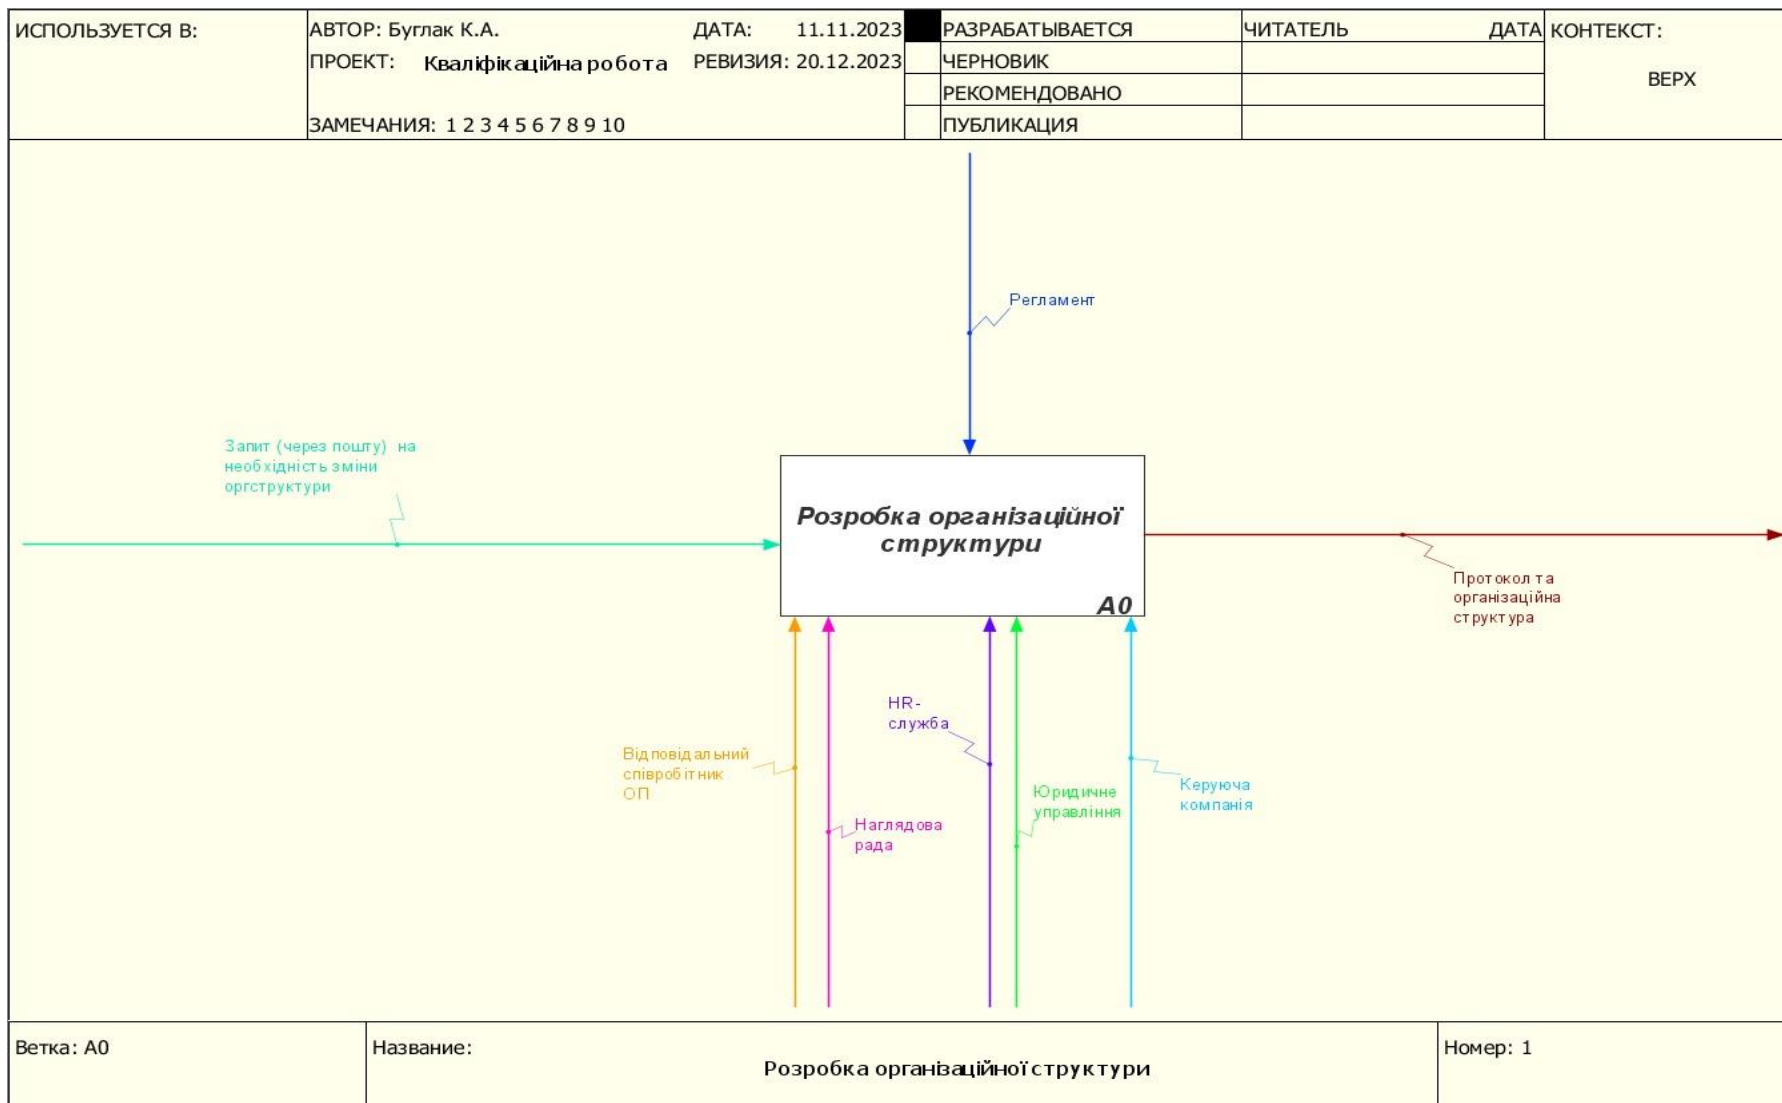 ИСПОЛЬЗУЕТСЯ В:
АВТОР: Буглак К.А.
ДАТА: 11.11.2023
ПРОЕКТ: Кваліфікаційна робота
РЕВИЗИЯ: 20.12.2023
ЗАМЕЧАНИЯ: 1 2 3 4 5 6 7 8 9 10
РАЗРАБАТЫВАЕТСЯ
ЧЕРНОВИК
РЕКОМЕНДОВАНО
ПУБЛИКАЦИЯ
ЧИТАТЕЛЬ
ДАТА
КОНТЕКСТ:
ВЕРХ
Регламент
Запит (через пошту) на
необхідність зміни
оргструктури
Розробка організаційної
структури
A0
Протокол та
організаційна
структура
HR-
служба
Відповідальний
співробітник
ОП
Юридичне
управління
Керуюча
компанія
Наглядова
рада
Ветка: A0
Название:
Розробка організаційної структури
Номер: 1